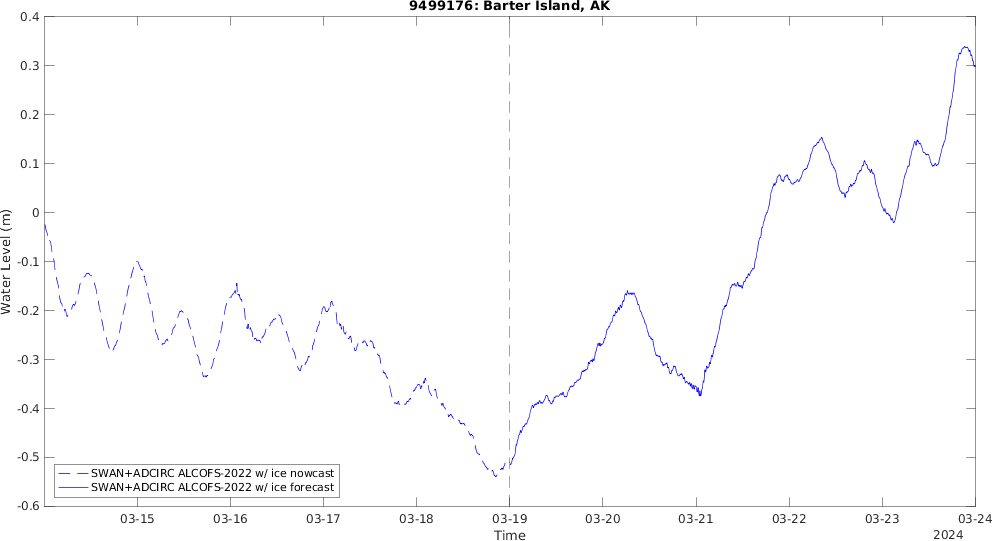 9499176: Barter Island, AK
Water Level (m)
0.4
0.3
0.2
0.1
0
-0.1
-0.2
-0.3
-0.4
-0.5
-0.6
SWAN+ADCIRC ALCOFS-2022 w/ ice nowcast
SWAN+ADCIRC ALCOFS-2022 w/ ice forecast
03-15 03-16 03-17 03-18 03-19 03-20 03-21 03-22 03-23 03-24
Time
2024